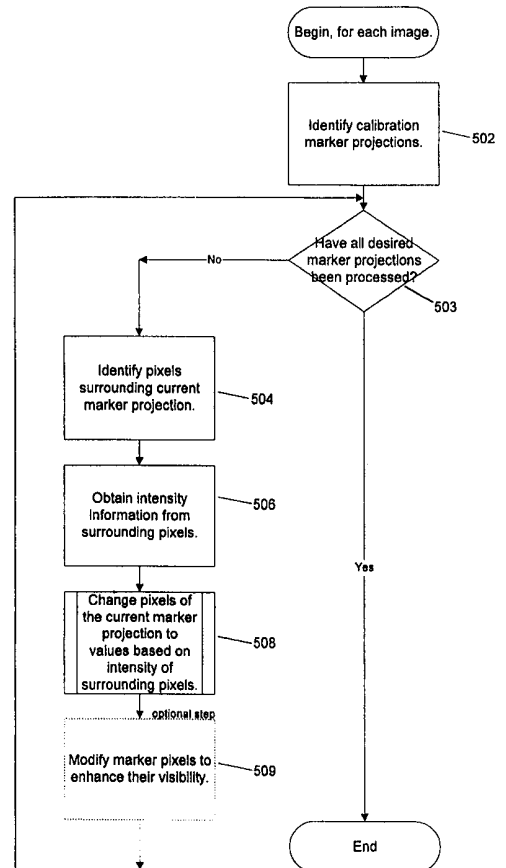 Begin, for each image.
Identify calibration
marker projections.
502
Have all desired
marker projections
been processed?
503
No
Identify pixels
surrounding current
marker projection.
504
Obtain intensity
information from
surrounding pixels.
506
Yes
Change pixels of
the current marker
projection to
values based on
intensity of
surrounding pixels.
508
optional step
Modify marker pixels to
enhance their visibility.
509
End